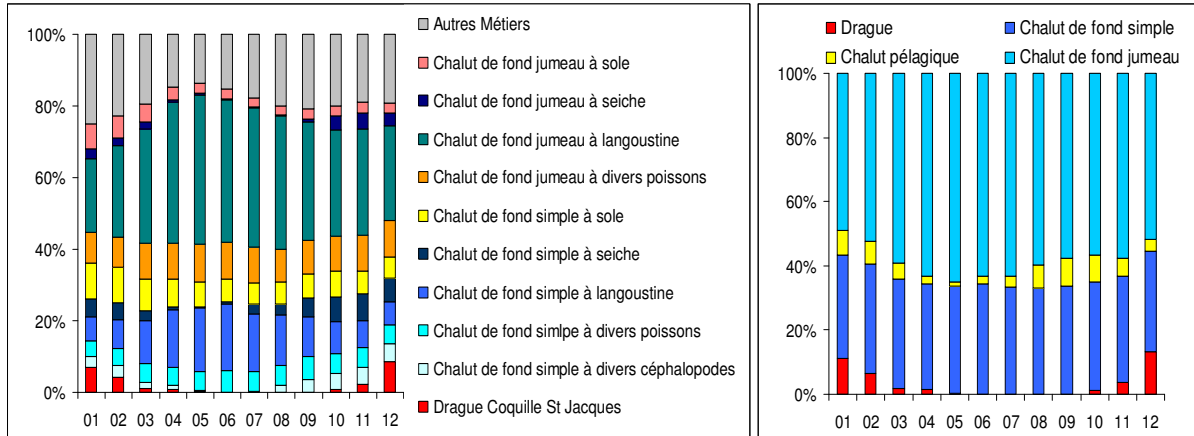 100%
80%
60%
40%
20%
0%
01 02 03 04 05 06 07 08 09 10 11 12
Autres Métiers
Chalut de fond jumeau à sole
Chalut de fond jumeau à seiche
Chalut de fond jumeau à langoustine
Chalut de fond jumeau à divers poissons
Chalut de fond simple à sole
Chalut de fond simple à seiche
Chalut de fond simple à langoustine
Chalut de fond simlpe à divers poissons
Chalut de fond simple à divers céphalopodes
Drague Coquille St Jacques
Drague Chalut de fond simple
Chalut pélagique Chalut de fond jumeau
100%
80%
60%
40%
20%
0%
01 02 03 04 05 06 07 08 09 10 11 12